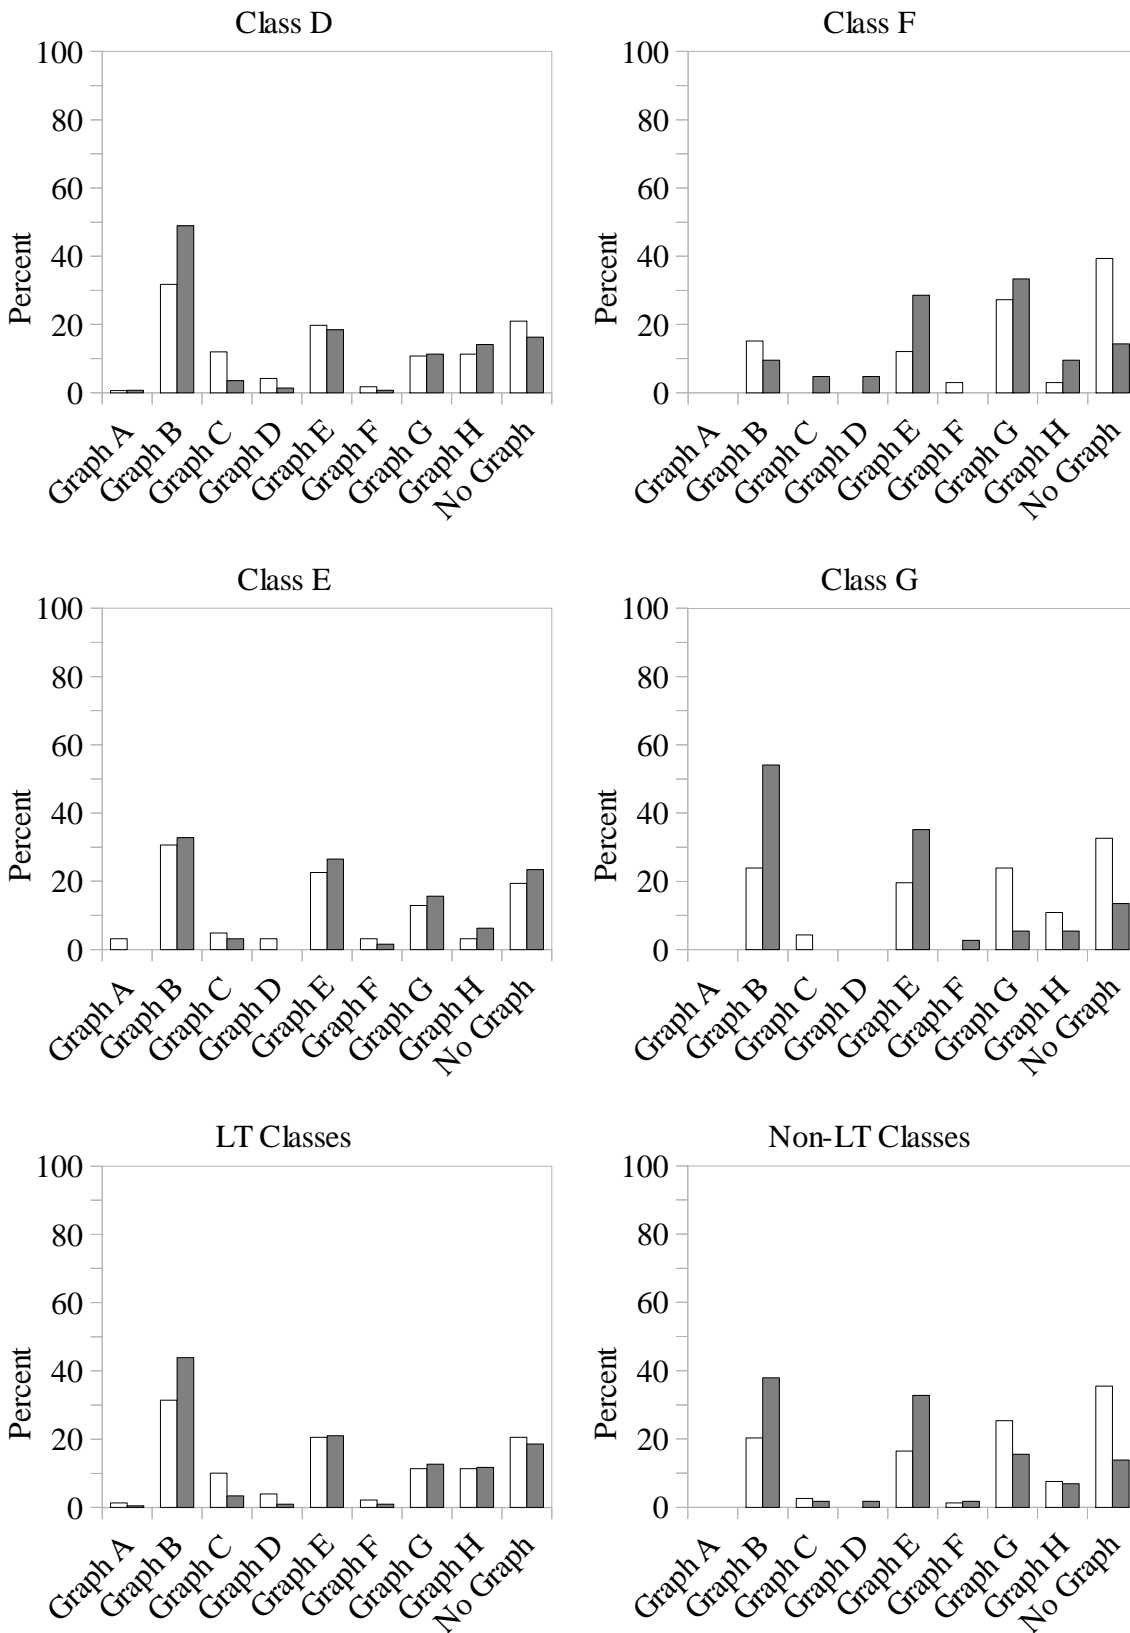 Class D
100
80
60
40
20
0
Percent
Graph A
Graph B
Graph C
Graph D
Graph E
Graph F
Graph G
Graph H
No Graph
Class F
100
80
60
40
20
0
Percent
Graph A
Graph B
Graph C
Graph D
Graph E
Graph F
Graph G
Graph H
No Graph
Class E
100
80
60
40
20
0
Percent
Graph A
Graph B
Graph C
Graph D
Graph E
Graph F
Graph G
Graph H
No Graph
Class G
100
80
60
40
20
0
Percent
Graph A
Graph B
Graph C
Graph D
Graph E
Graph F
Graph G
Graph H
No Graph
LT Classes
100
80
60
40
20
0
Percent
Graph A
Graph B
Graph C
Graph D
Graph E
Graph F
Graph G
Graph H
No Graph
Non-LT Classes
100
80
60
40
20
0
Percent
Graph A
Graph B
Graph C
Graph D
Graph E
Graph F
Graph G
Graph H
No Graph